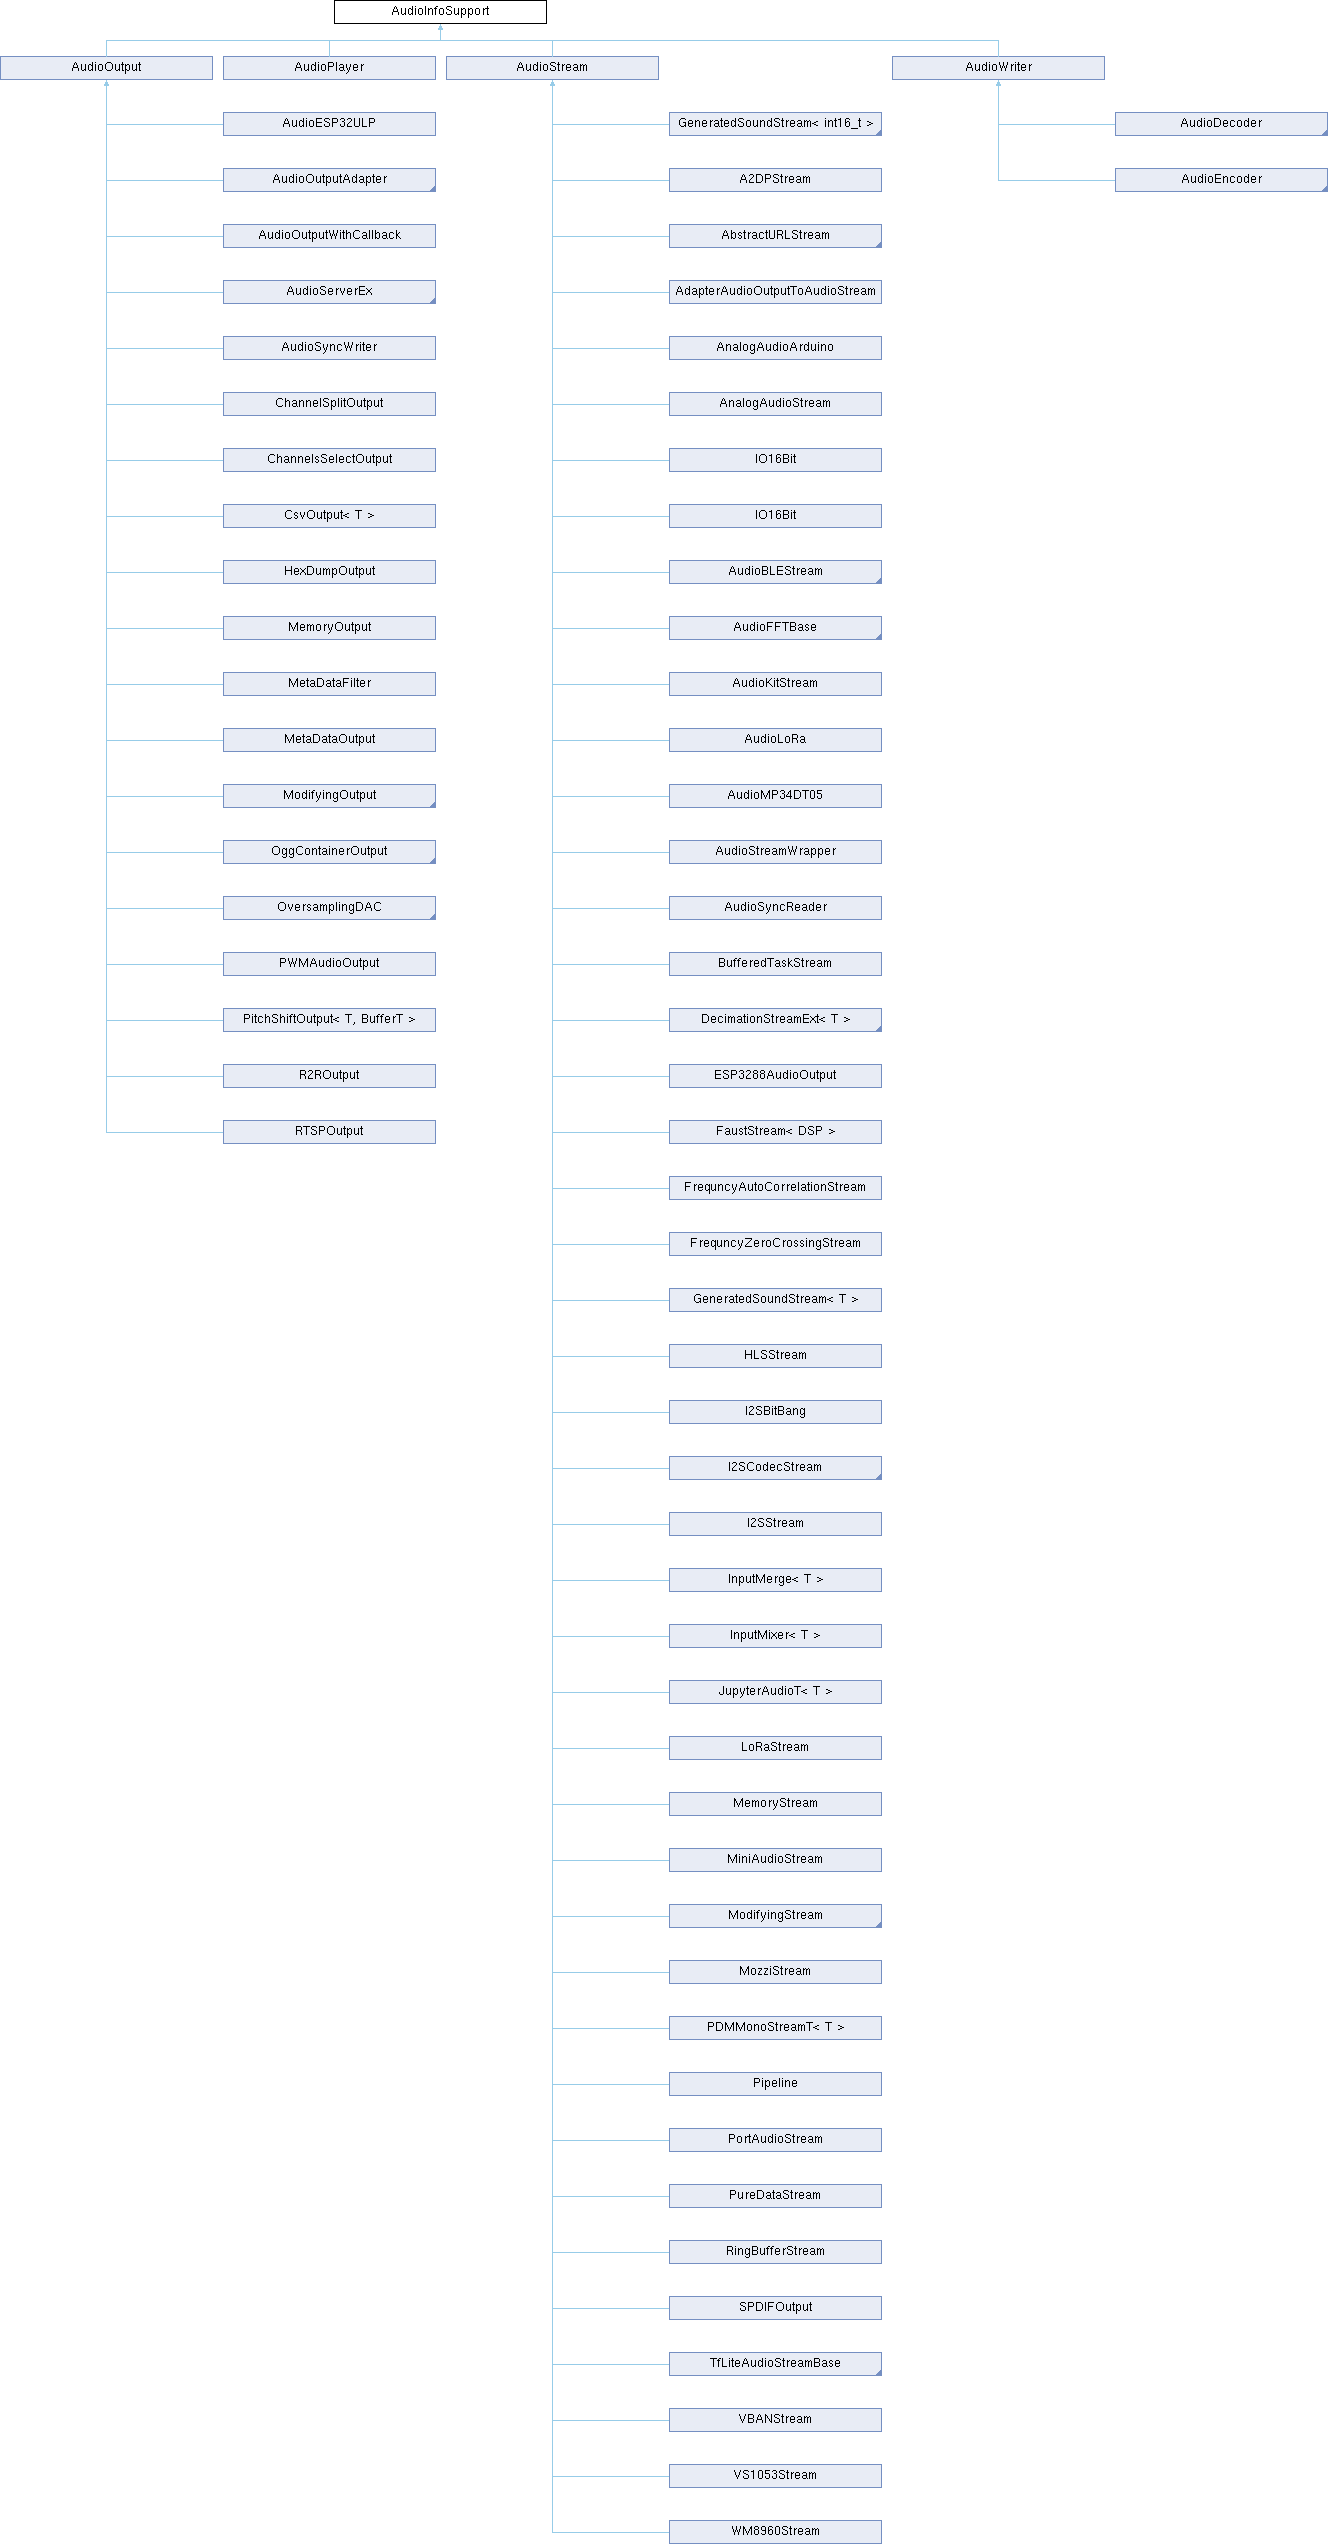 AudioInfoSupport
AudioOutput
AudioPlayer
AudioStream
AudioWriter
AudioESP32ULP
AudioOutputAdapter
AudioOutputWithCallback
AudioServerEx
AudioSyncWriter
ChannelSplitOutput
ChannelsSelectOutput
CsvOutput< T >
HexDumpOutput
MemoryOutput
MetaDataFilter
MetaDataOutput
ModifyingOutput
OggContainerOutput
OversamplingDAC
PWMAudioOutput
PitchShiftOutput< T, BufferT >
R2ROutput
RTSPOutput
GeneratedSoundStream< int16_t >
A2DPStream
AbstractURLStream
AdapterAudioOutputToAudioStream
AnalogAudioArduino
AnalogAudioStream
IO16Bit
IO16Bit
AudioBLEStream
AudioFFTBase
AudioKitStream
AudioLoRa
AudioMP34DT05
AudioStreamWrapper
AudioSyncReader
BufferedTaskStream
DecimationStreamExt< T >
ESP3288AudioOutput
FaustStream< DSP >
FrequncyAutoCorrelationStream
FrequncyZeroCrossingStream
GeneratedSoundStream< T >
HLSStream
I2SBitBang
I2SCodecStream
I2SStream
InputMerge< T >
InputMixer< T >
JupyterAudioT< T >
LoRaStream
MemoryStream
MiniAudioStream
ModifyingStream
MozziStream
PDMMonoStreamT< T >
Pipeline
PortAudioStream
PureDataStream
RingBufferStream
SPDIFOutput
TfLiteAudioStreamBase
VBANStream
VS1053Stream
WM8960Stream
AudioDecoder
AudioEncoder